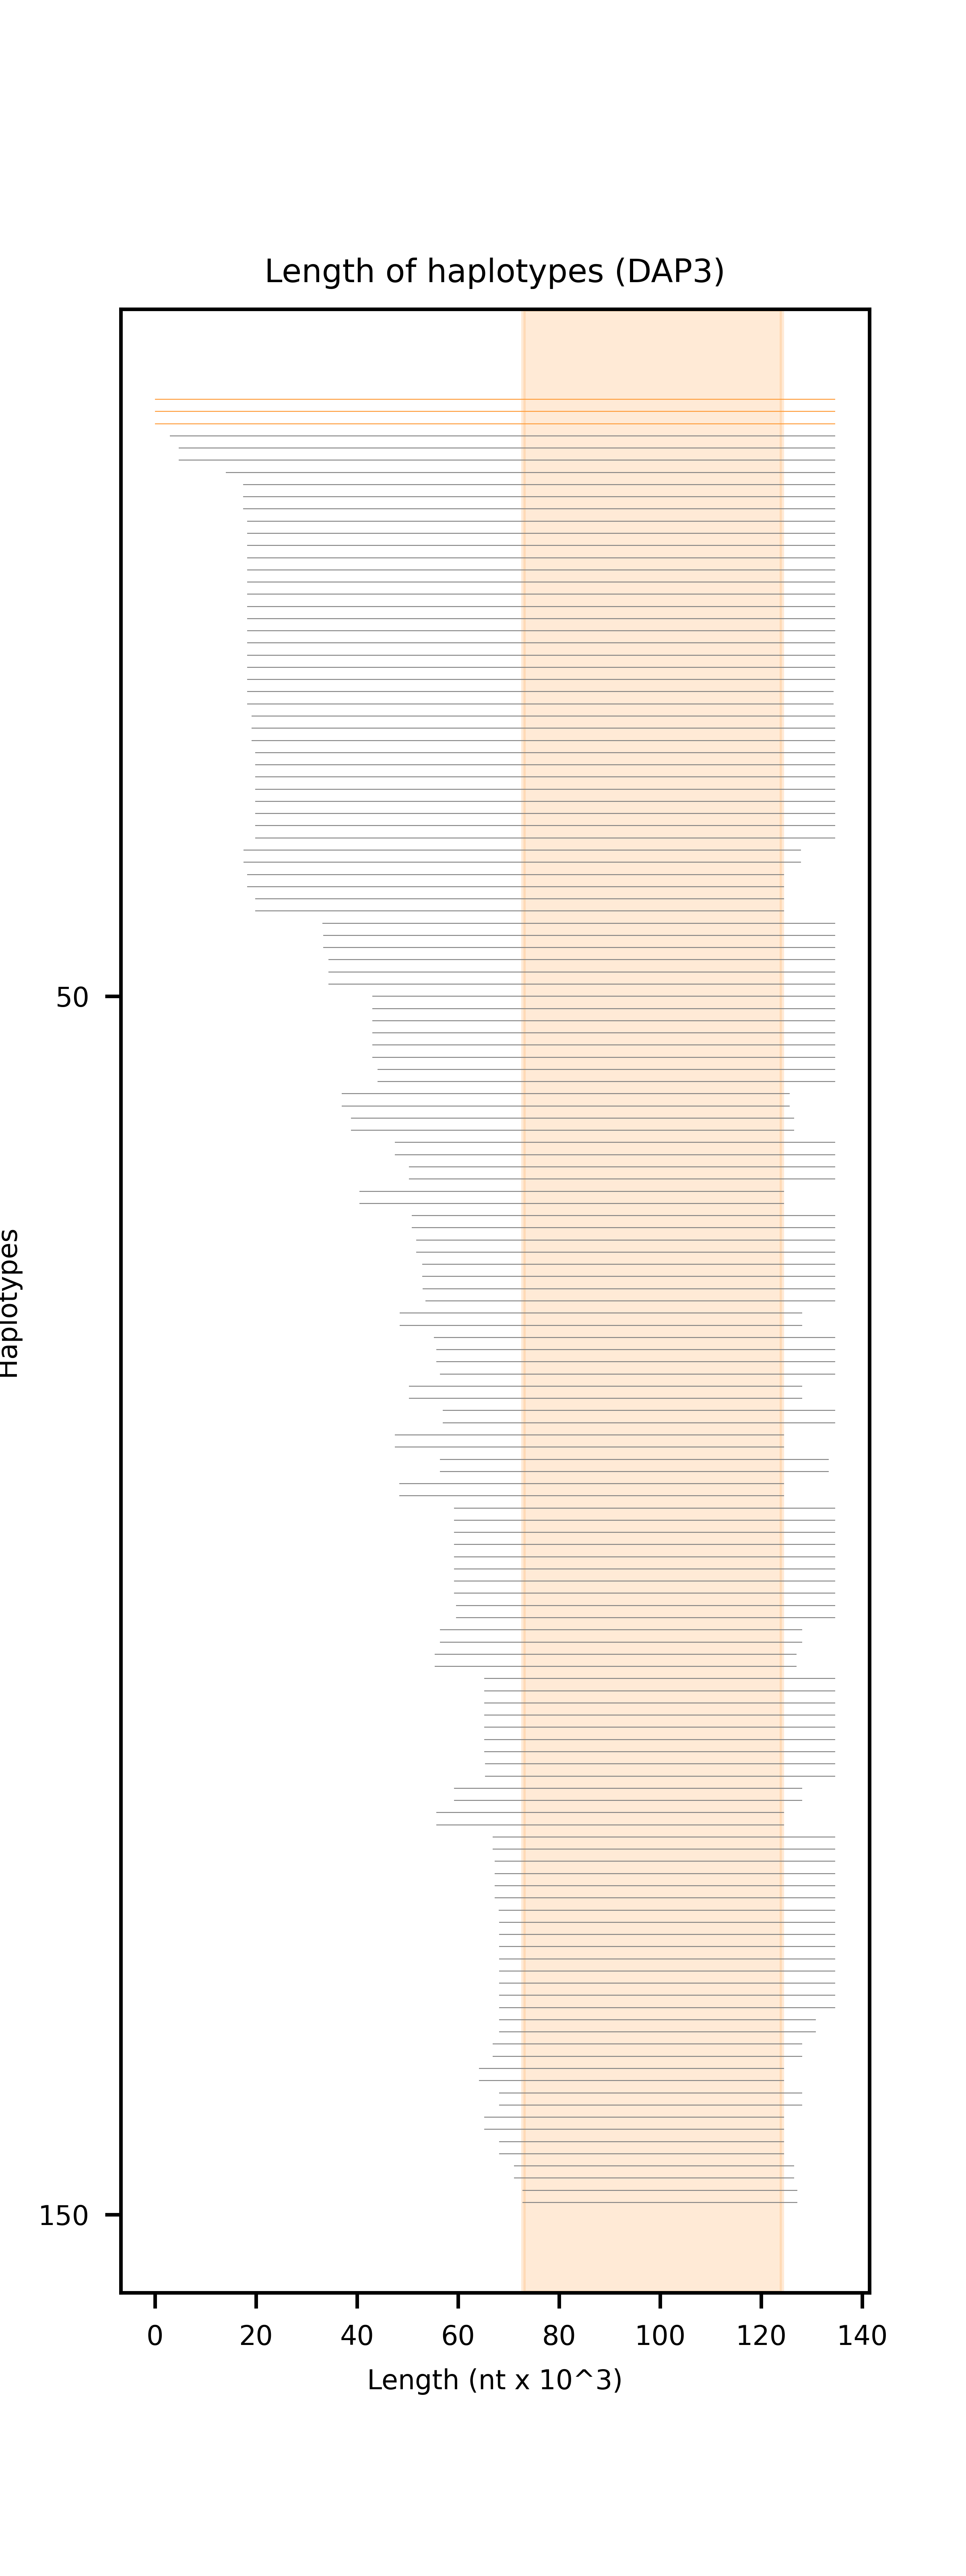 Length of haplotypes (DAP3)
Haplotypes
50
150
0 20 40 60 80 100 120 140
Length (nt x 10^3)